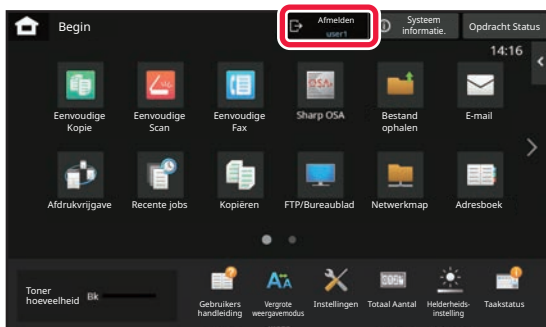 Begin
Afmelden
user1
Systeem
informatie.
Opdracht Status
14:16
Eenvoudige
Kopie
Eenvoudige
Scan
Eenvoudige
Fax
OSA
Sharp OSA
Bestand
ophalen
E-mail
Afdrukvrijgave
Recente jobs
Kopiëren
FTP/Bureaublad
Netwerkmap
Adresboek
Toner
hoeveelheid
Bk
Gebruikers
handleiding
Vergrote
weergavemodus
Instellingen
Totaal Aantal
Helderheids-
instelling
Taakstatus